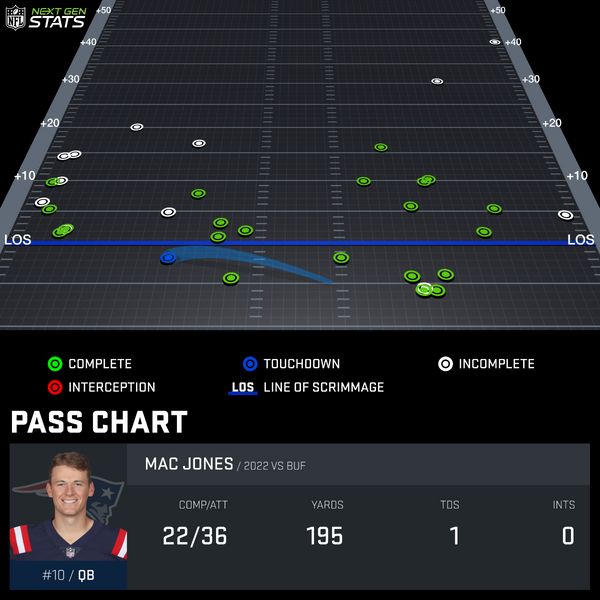 NFL NEXT GEN STATS
+50 +50
+40 +40
+30 +30
+20 +20
+10 +10
LOS LOS
COMPLETE TOUCHDOWN INCOMPLETE
INTERCEPTION LOS LINE OF SCRIMMAGE
PASS CHART
MAC JONES / 2022 VS BUF
COMP/ATT YARDS TDS INTS
22/36 195 1 0
#10 / QB